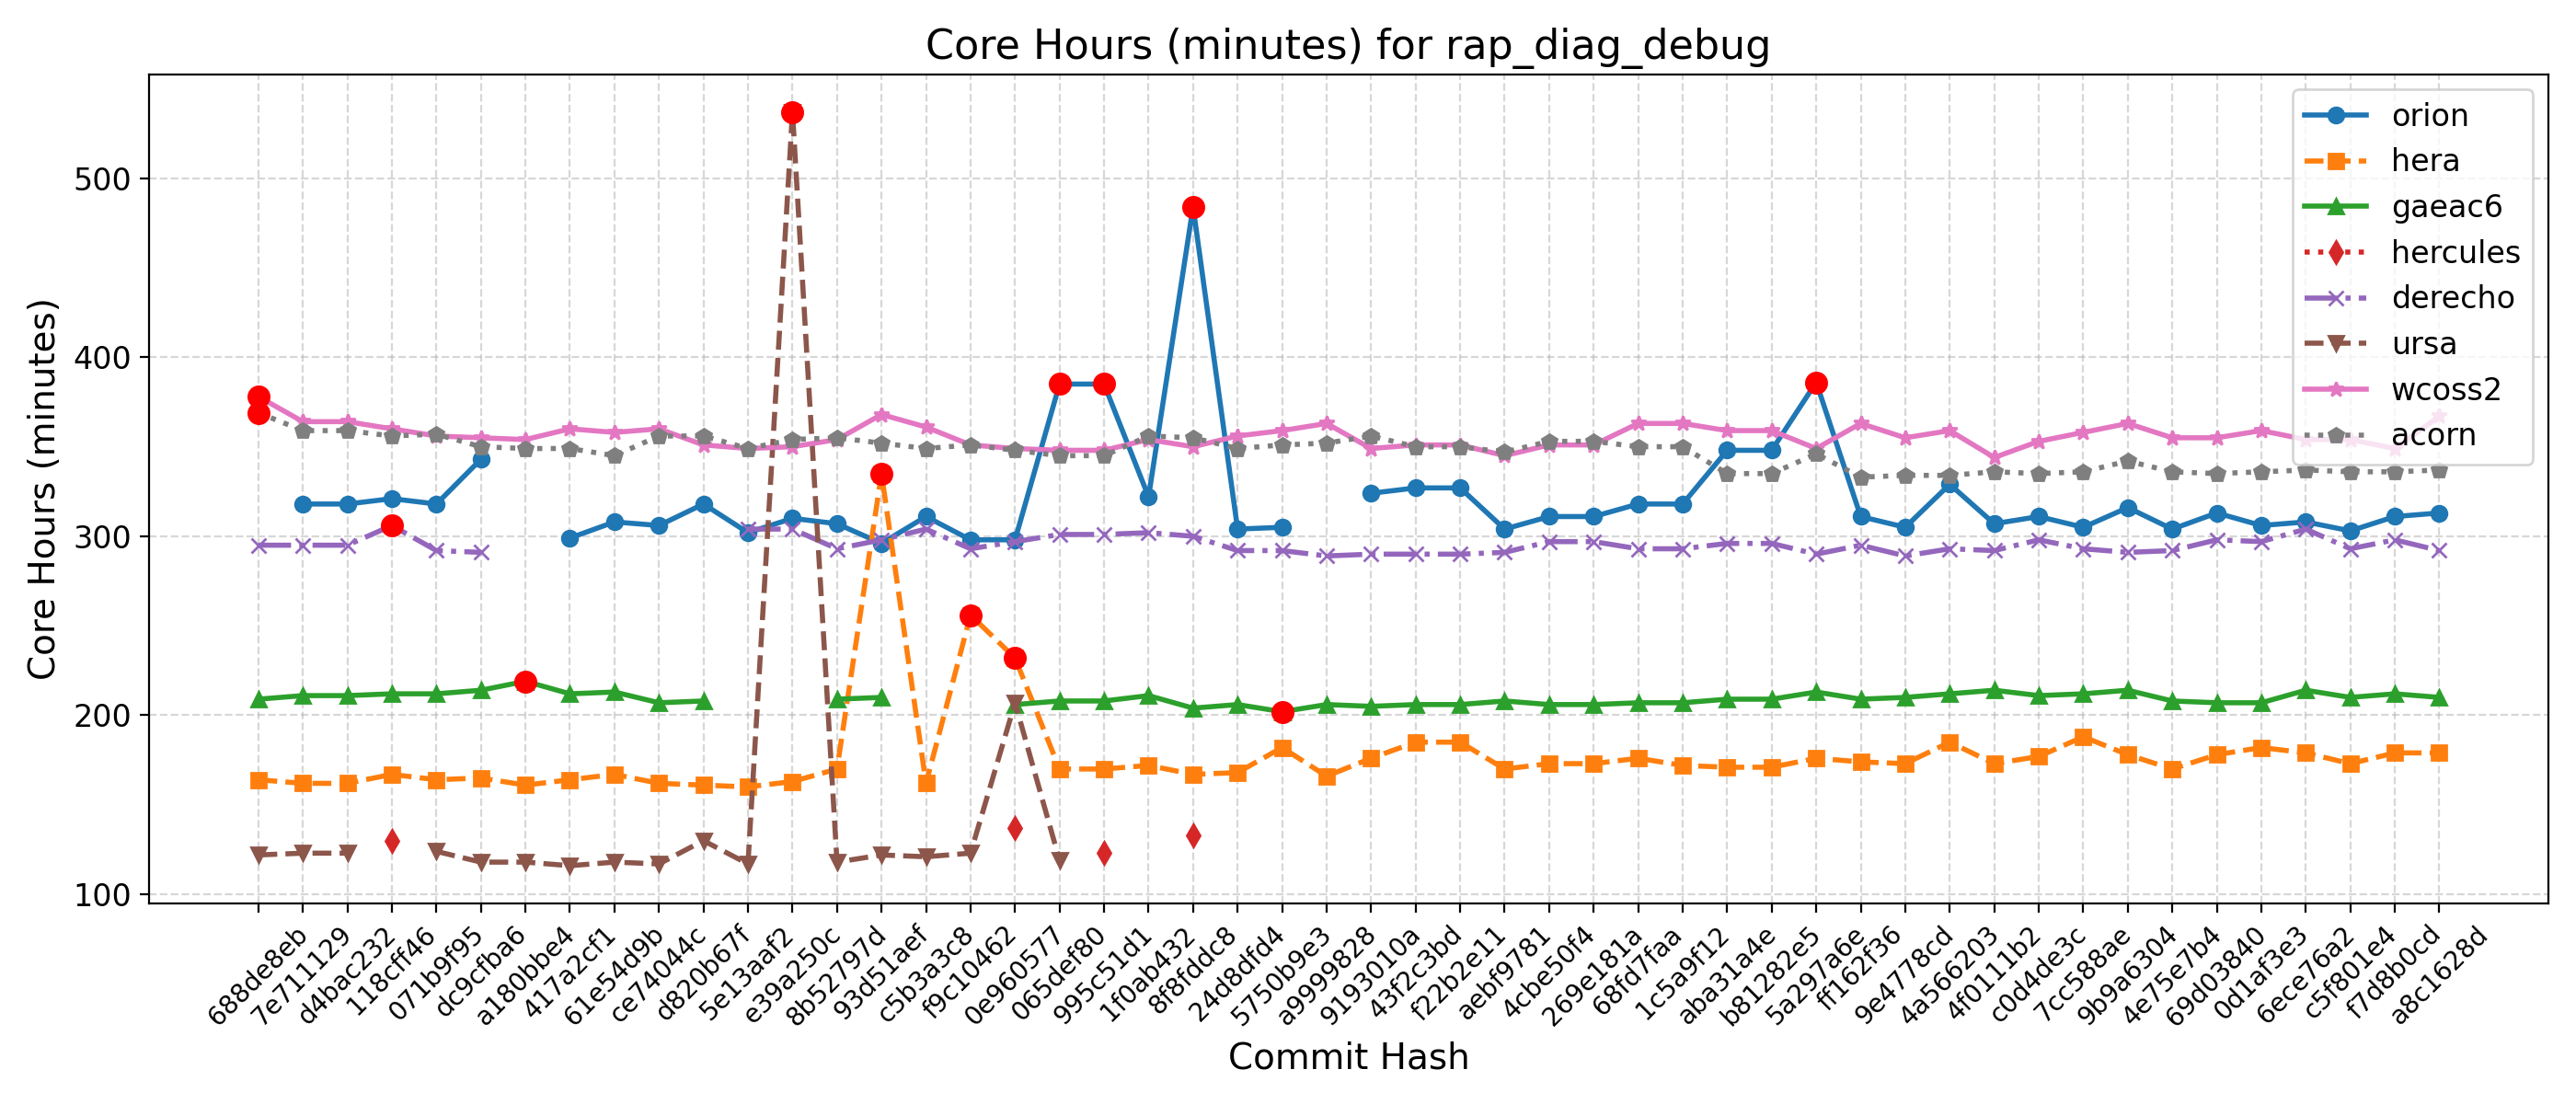 Core Hours (minutes) for rap_diag_debug
Core Hours (minutes)
500
400
300
200
100
orion
hera
gaeac6
hercules
derecho
ursa
wcoss2
acorn
688de8eb
7e711129
d4bac232
118cff46
071b9f95
dc9cfba6
a180bbe4
417a2cf1
61e54d9b
ce74044c
d820b67f
5e13aaf2
e39a250c
8b52797d
93d51aef
c5b3a3c8
f9c10462
0e960577
065def80
995c51d1
1f0ab432
8f8fddc8
24d8dfd4
5750b9e3
a9999828
9193010a
43f2c3bd
f22b2e11
aebf9781
4cbe50f4
269e181a
68fd7faa
1c5a9f12
aba31a4e
b81282e5
5a297a6e
ff162f36
9e4778cd
4a566203
4f0111b2
c0d4de3c
7cc588ae
9b9a6304
4e75e7b4
69d03840
0d1af3e3
6ece76a2
c5f801e4
f7d8b0cd
a8c1628d
Commit Hash